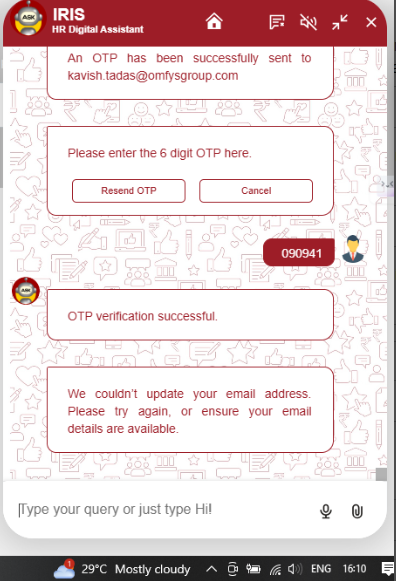 ASK
IRIS
HR Digital Assistant
An OTP has been successfully sent to
kavish.tadas@omfysgroup.com
Please enter the 6 digit OTP here.
Resend OTP
Cancel
090941
ASK
OTP verification successful.
We couldn't update your email address.
Please try again, or ensure your email
details are available.
Type your query or just type Hi!
1
29°C Mostly cloudy
ENG
16:10